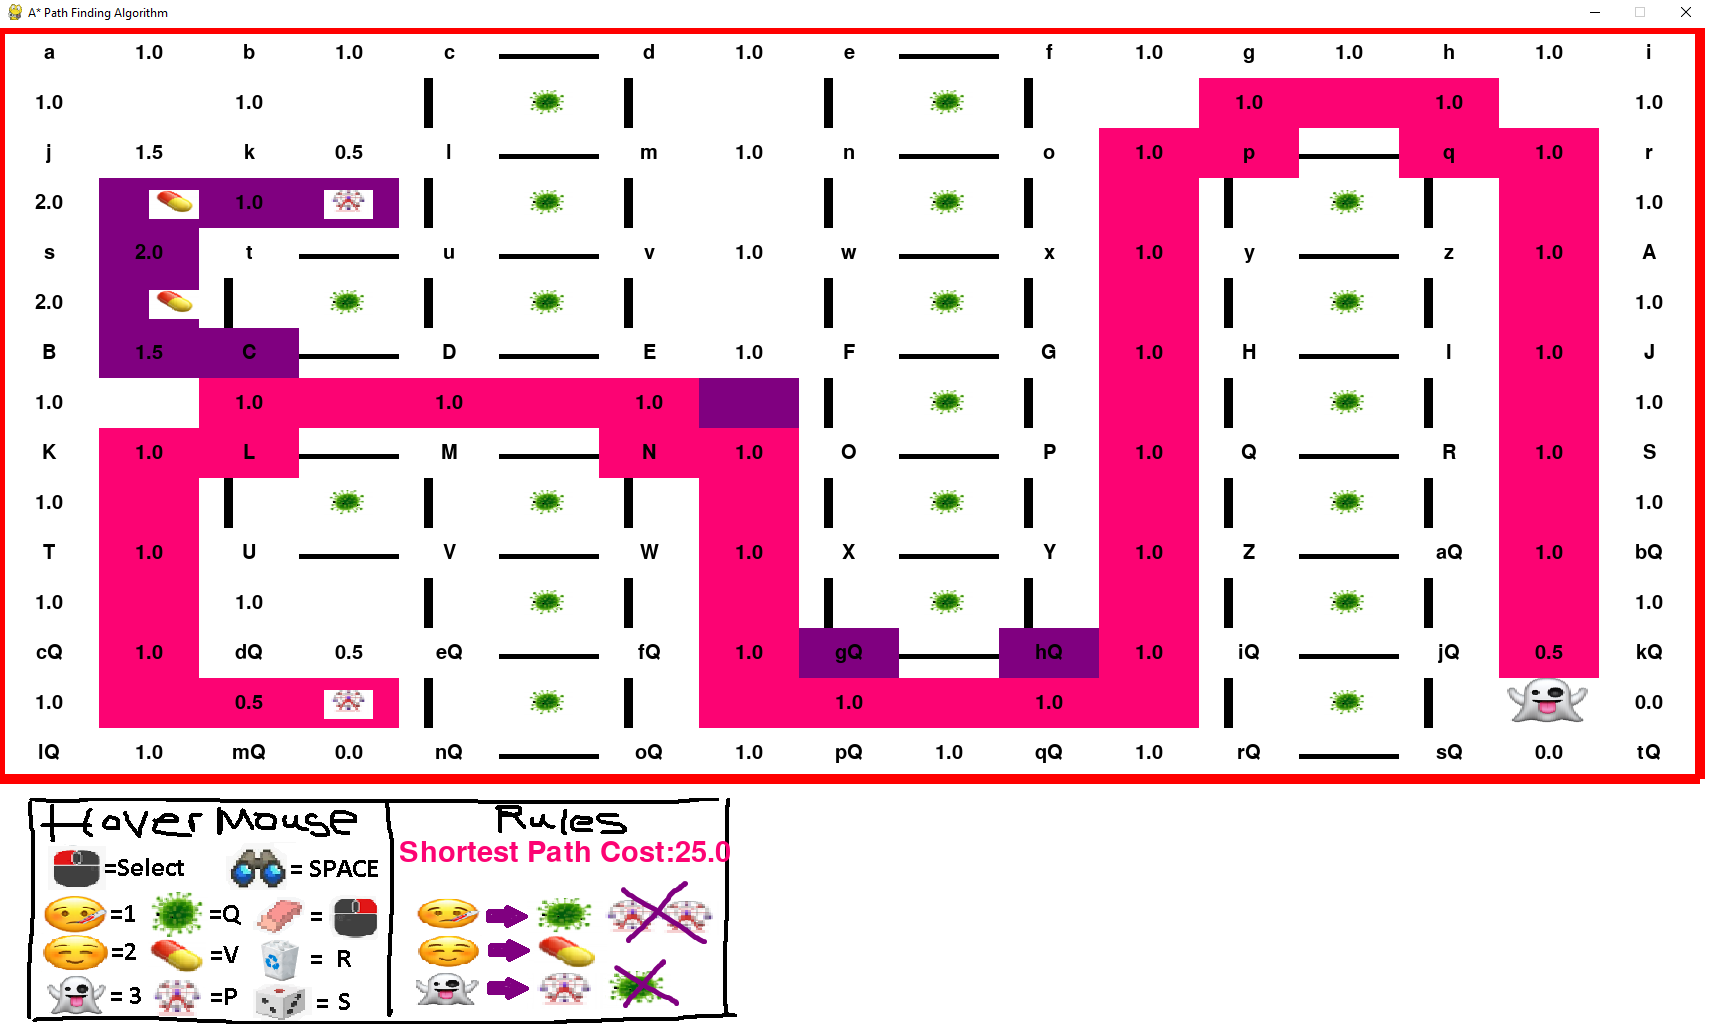 A* Path Finding Algorithm
a 1.0 b 1.0 c d 1.0 e f 1.0 g 1.0 h 1.0 i
1.0 1.0 1.0 1.0 1.0
j 1.5 k 0.5 l m 1.0 n o 1.0 p q 1.0 r
2.0 1.0 1.0
s 2.0 t u v 1.0 w x 1.0 y z 1.0 A
2.0 1.0
B 1.5 C D E 1.0 F G 1.0 H I 1.0 J
1.0 1.0 1.0 1.0 1.0
K 1.0 L M N 1.0 O P 1.0 Q R 1.0 S
1.0 1.0
T 1.0 U V W 1.0 X Y 1.0 Z aQ 1.0 bQ
1.0 1.0 1.0
cQ 1.0 dQ 0.5 eQ fQ 1.0 gQ hQ 1.0 iQ jQ 0.5 kQ
1.0 0.5 1.0 1.0 0.0
lQ 1.0 mQ 0.0 nQ oQ 1.0 pQ 1.0 qQ 1.0 rQ sQ 0.0 tQ
Hover Mouse
=Select = SPACE
=1 =Q =
=2 =V = R
= 3 =P = S
Rules
Shortest Path Cost:25.0